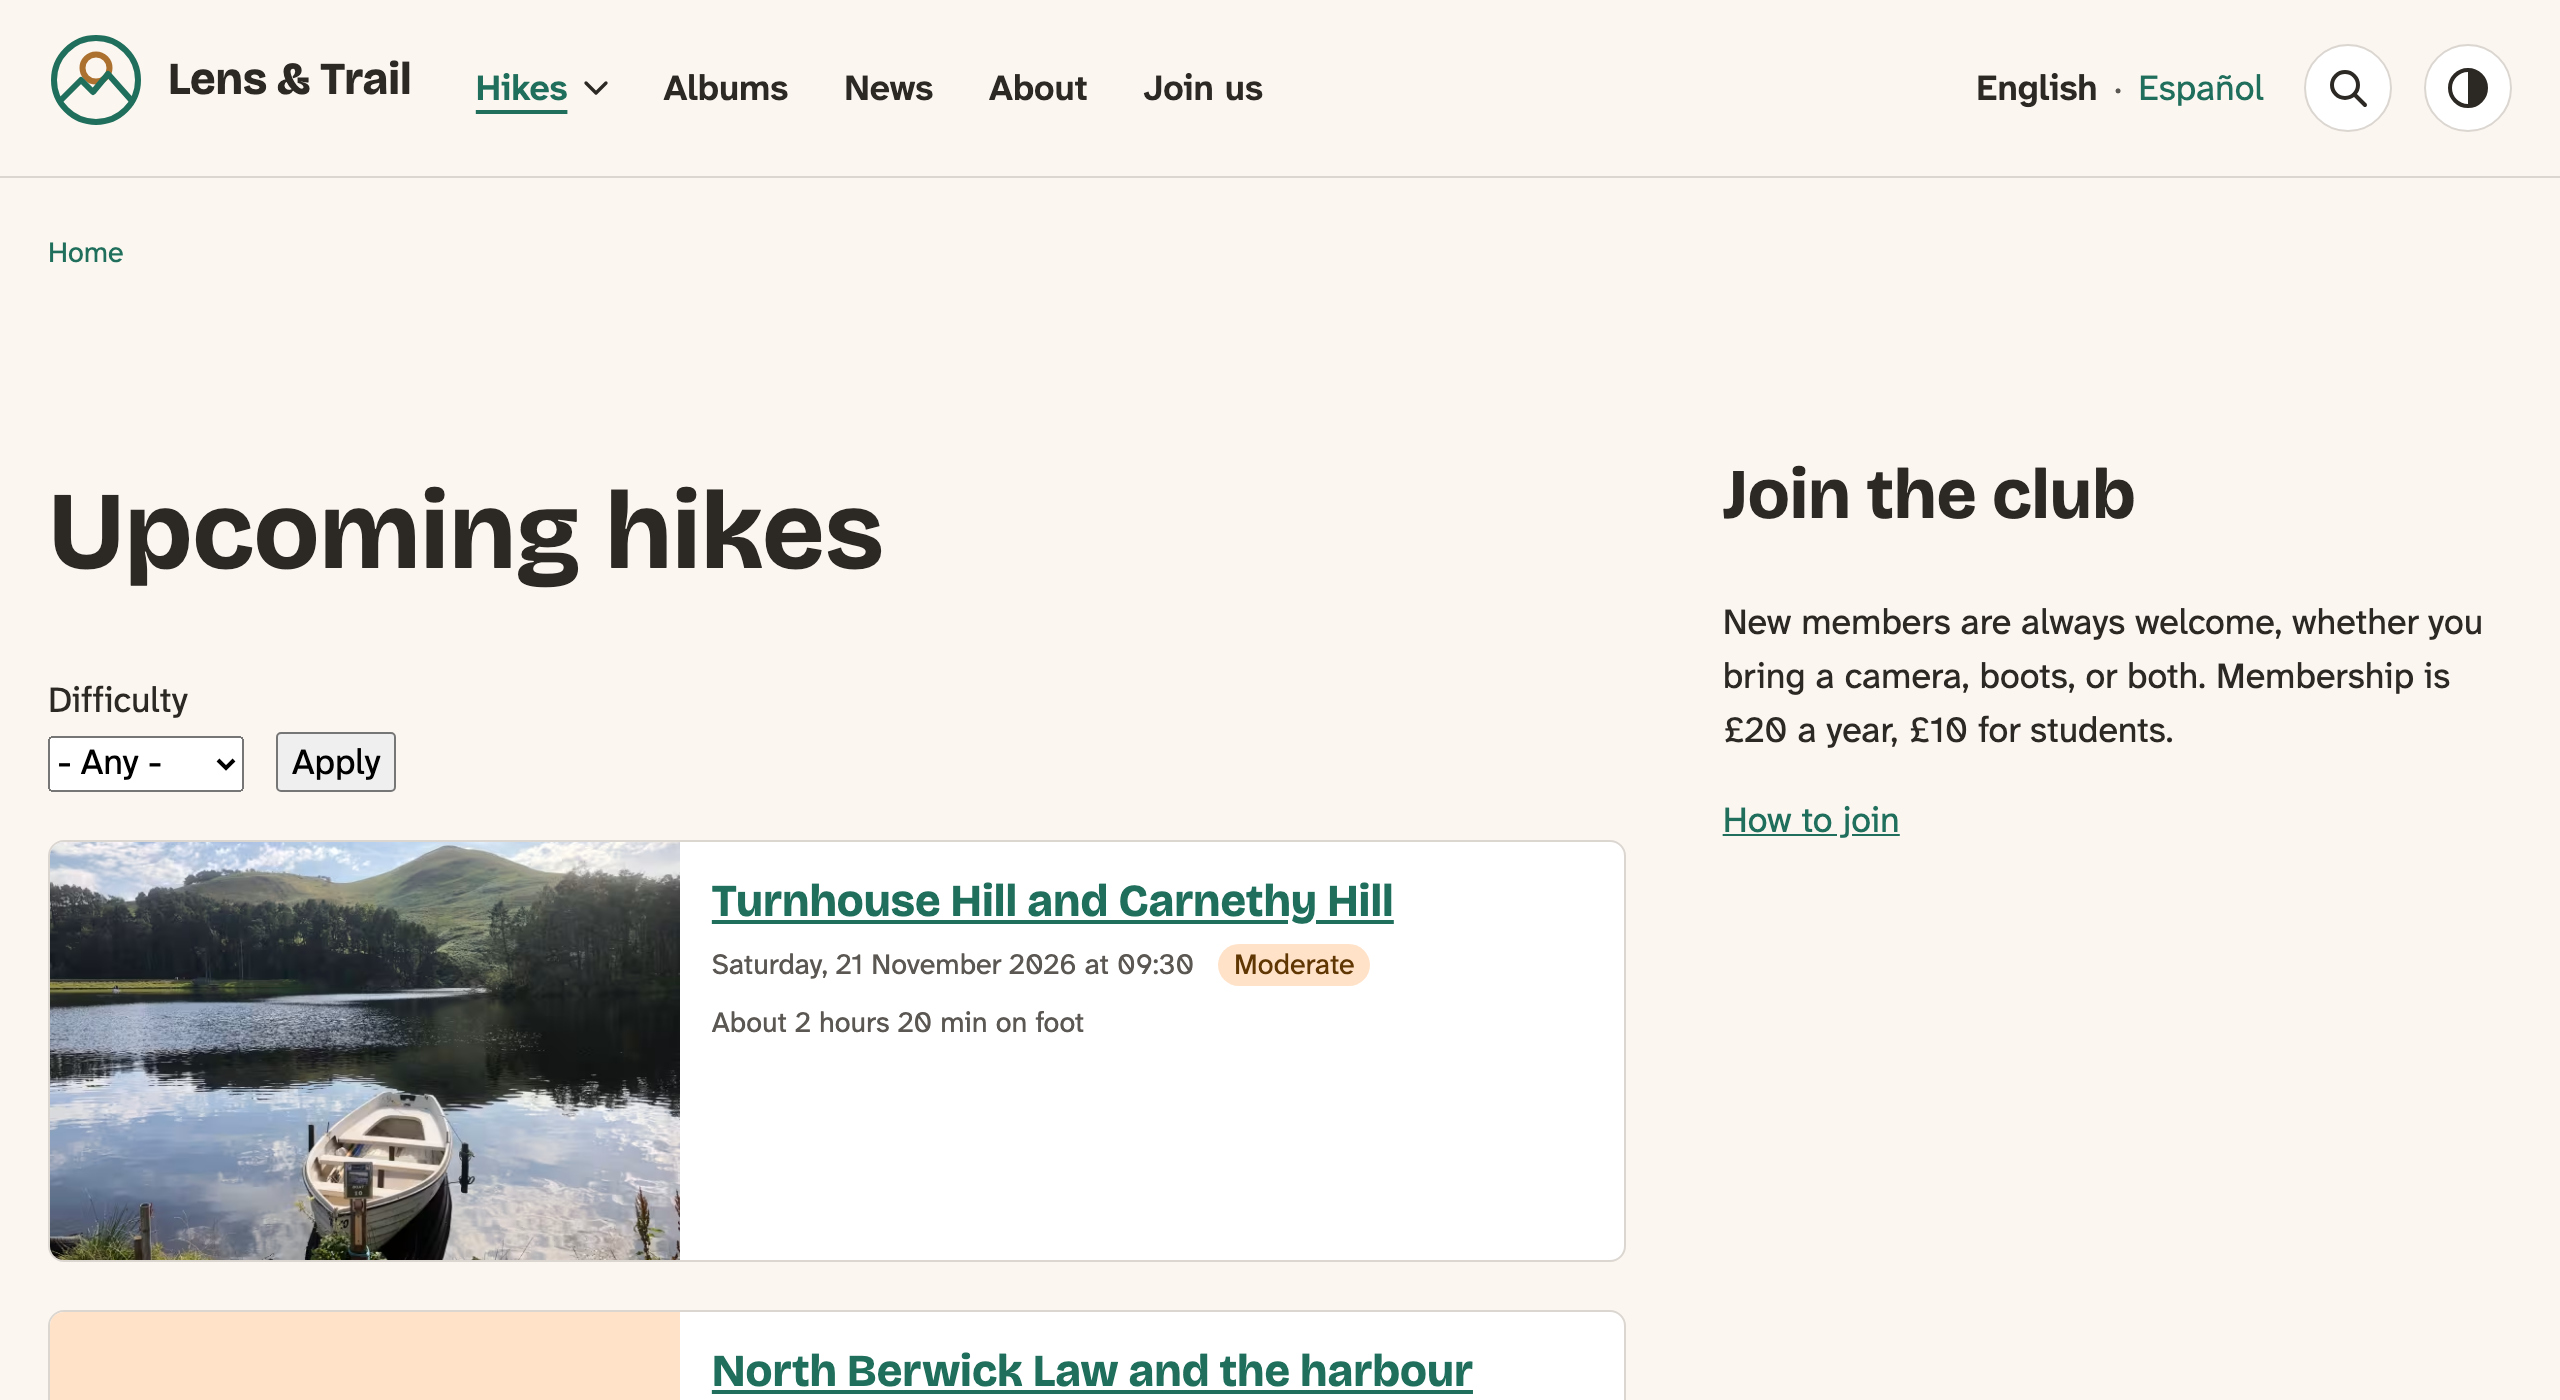 Lens & Trail
Hikes
Albums
News
About
Join us
English · Español
Home
Upcoming hikes
Difficulty
- Any -
Apply
Turnhouse Hill and Carnethy Hill
Saturday, 21 November 2026 at 09:30 Moderate
About 2 hours 20 min on foot
North Berwick Law and the harbour
Join the club
New members are always welcome, whether you
bring a camera, boots, or both. Membership is
£20 a year, £10 for students.
How to join